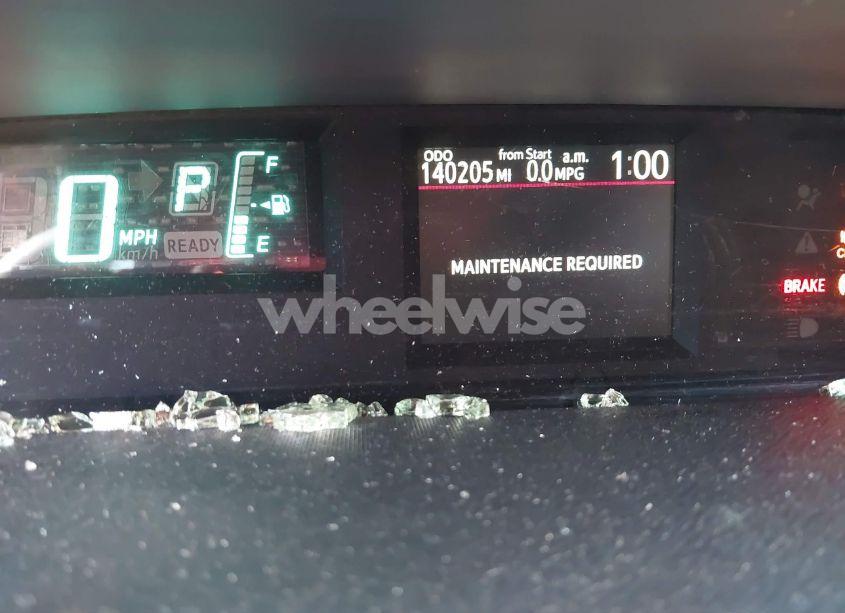 ODO from Start a.m. 1:00
140205 MI 0.0 MPG
F
P
0 MPH
km/h
READY
E
MAINTENANCE REQUIRED
BRAKE
wheelwise